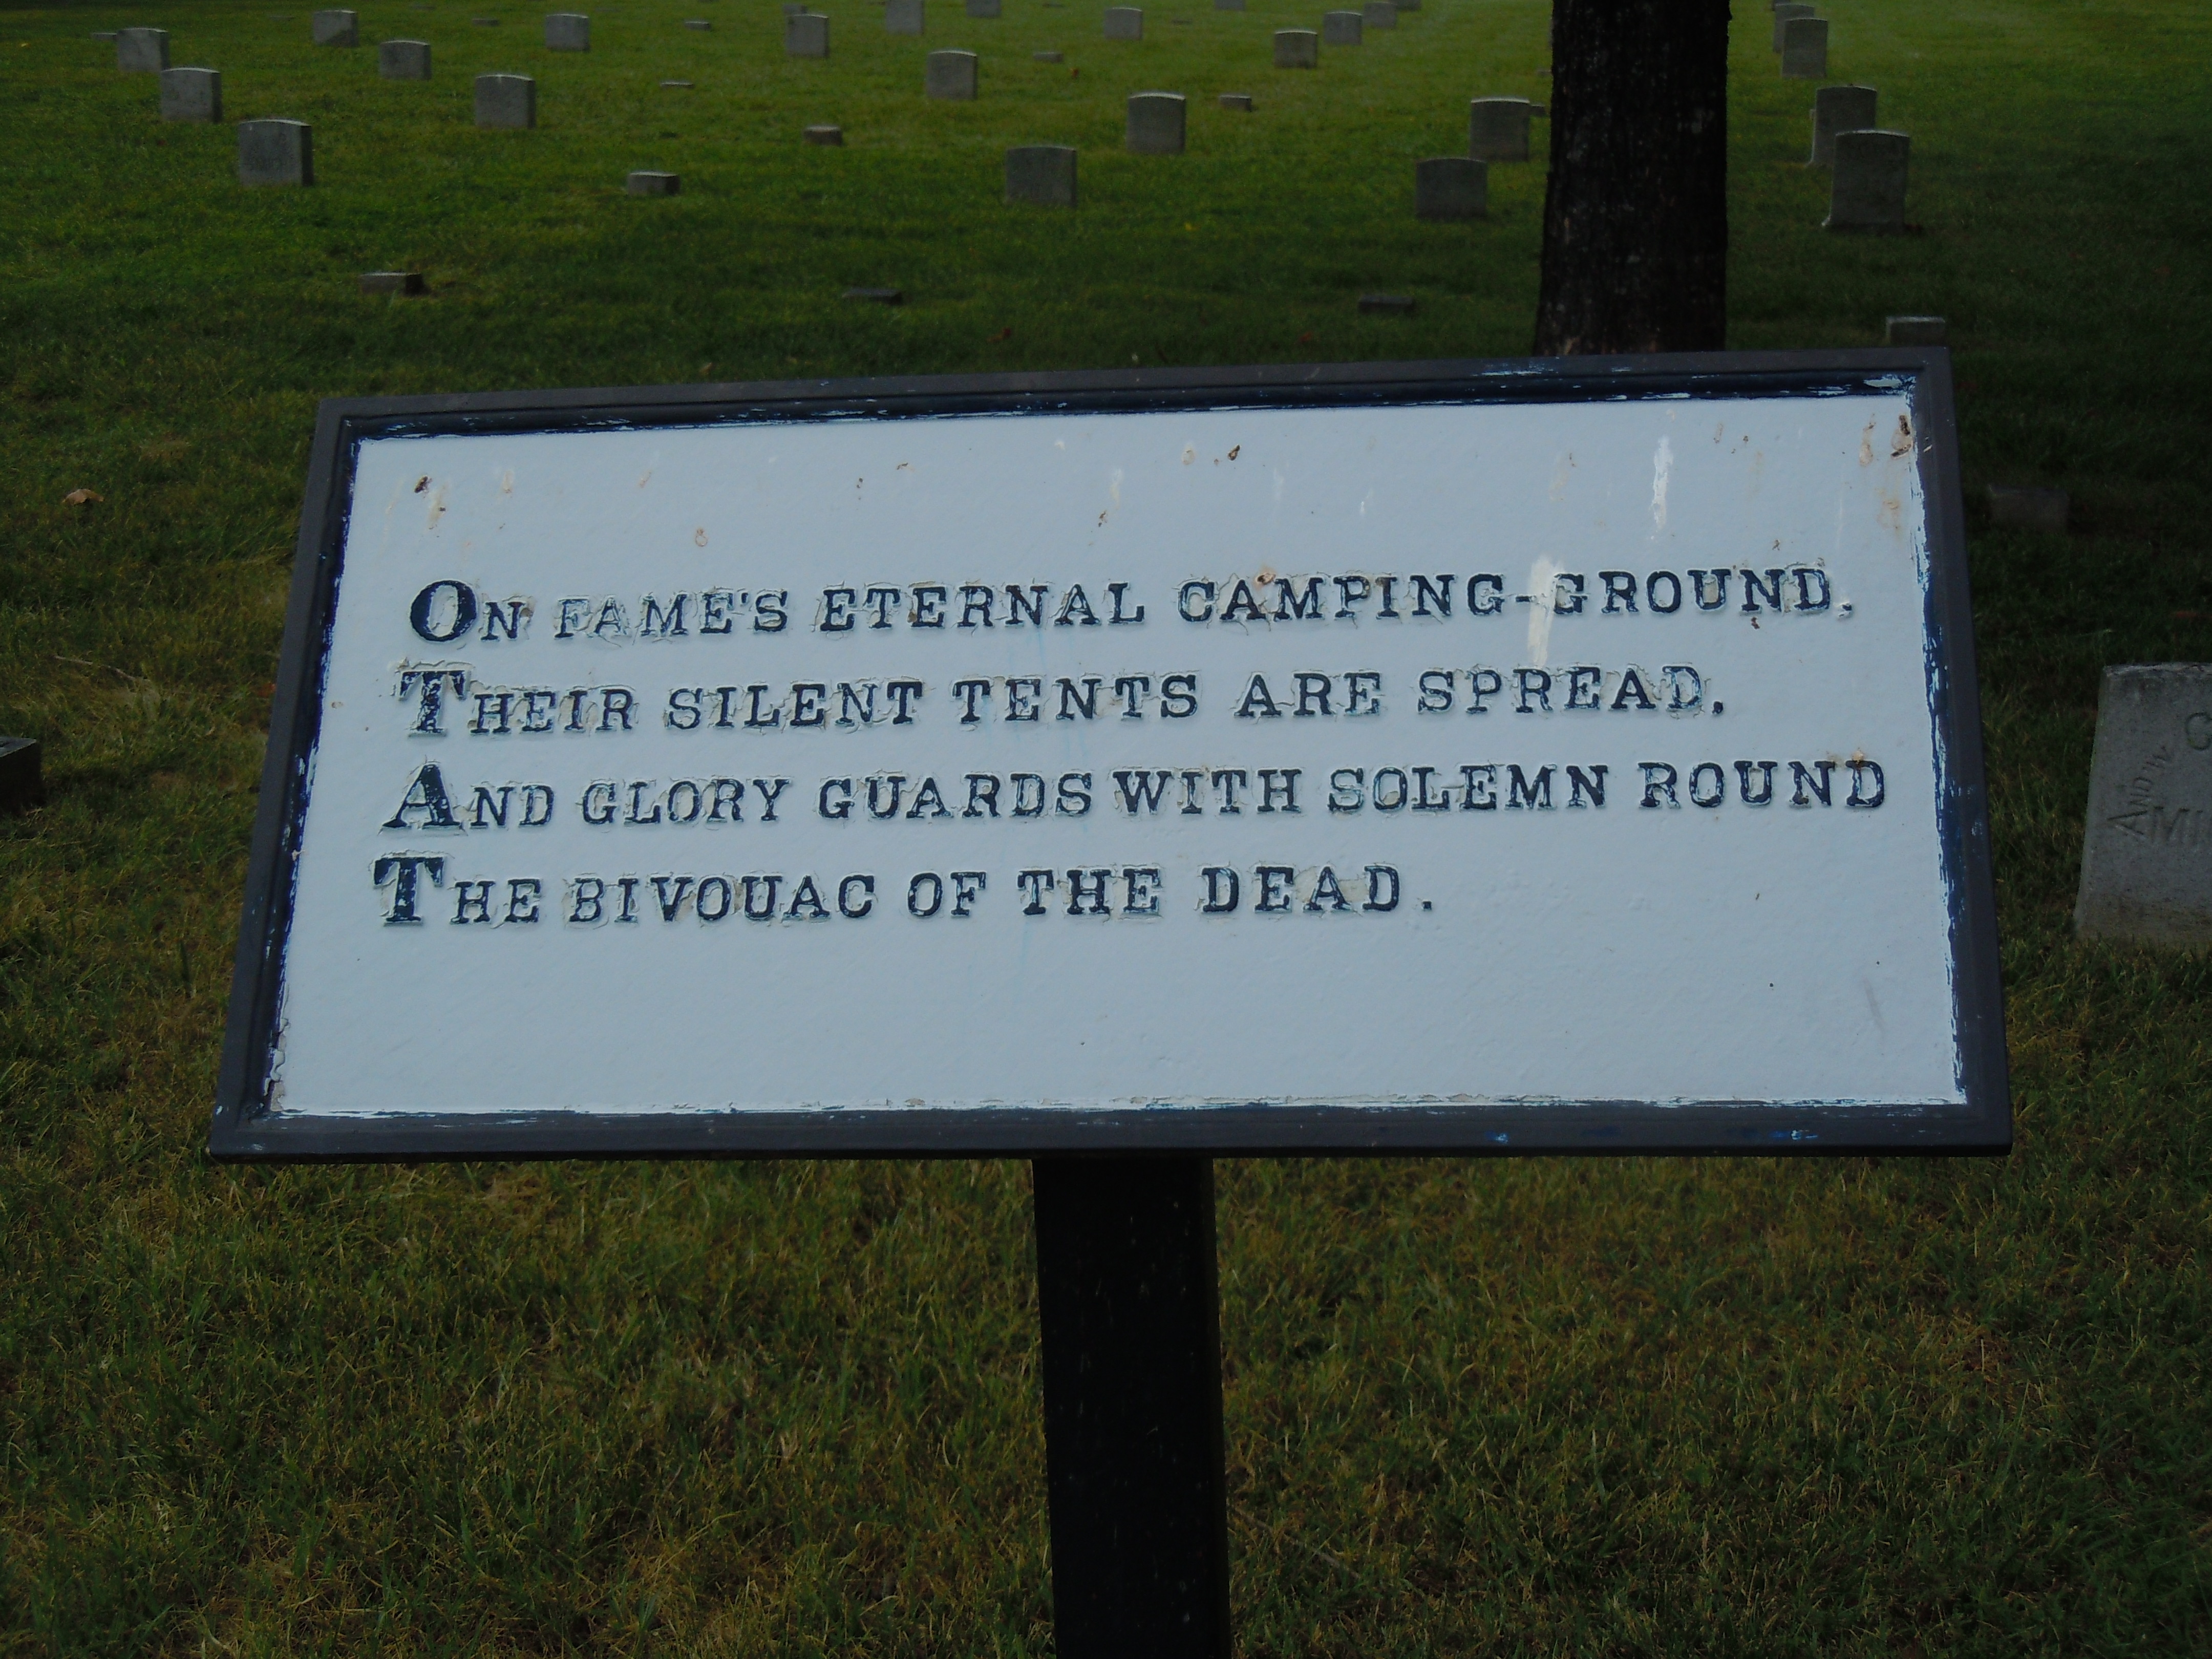 ON FAME'S ETERNAL CAMPING-GROUND,
THEIR SILENT TENTS ARE SPREAD,
AND GLORY GUARDS WITH SOLEMN ROUND
THE BIVOUAC OF THE DEAD.
AND